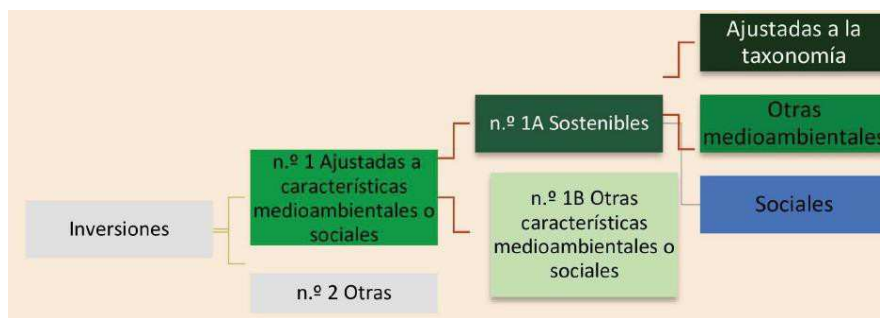 Inversiones
n.º 1 Ajustadas a
características
medioambientales o
sociales
n.º 2 Otras
n.º 1A Sostenibles
n.º 1B Otras
características
medioambientales o
sociales
Ajustadas a la
taxonomía
Otras
medioambientales
Sociales